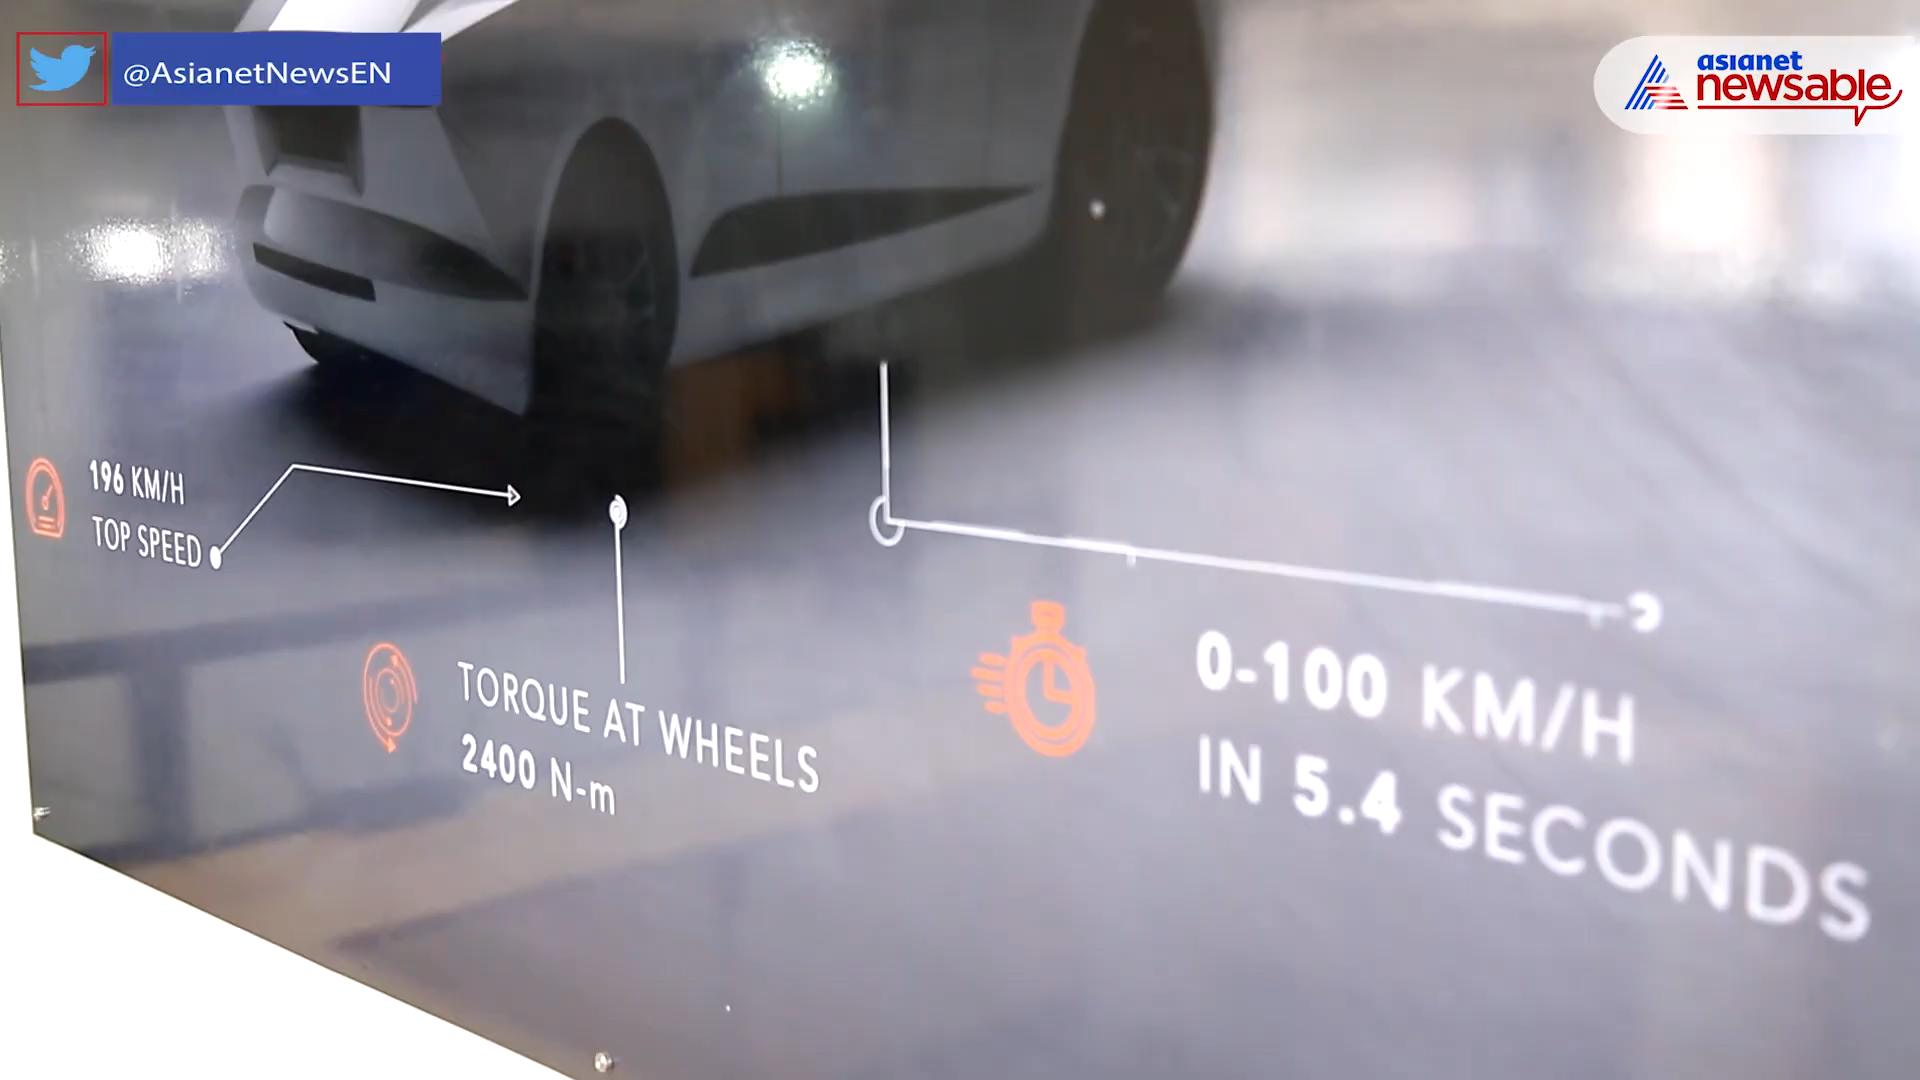 @AsianetNewsEN
asianet
newsable
196 KM/H
TOP SPEED
TORQUE AT WHEELS
2400 N-m
0-100 KM/H
IN 5.4 SECONDS